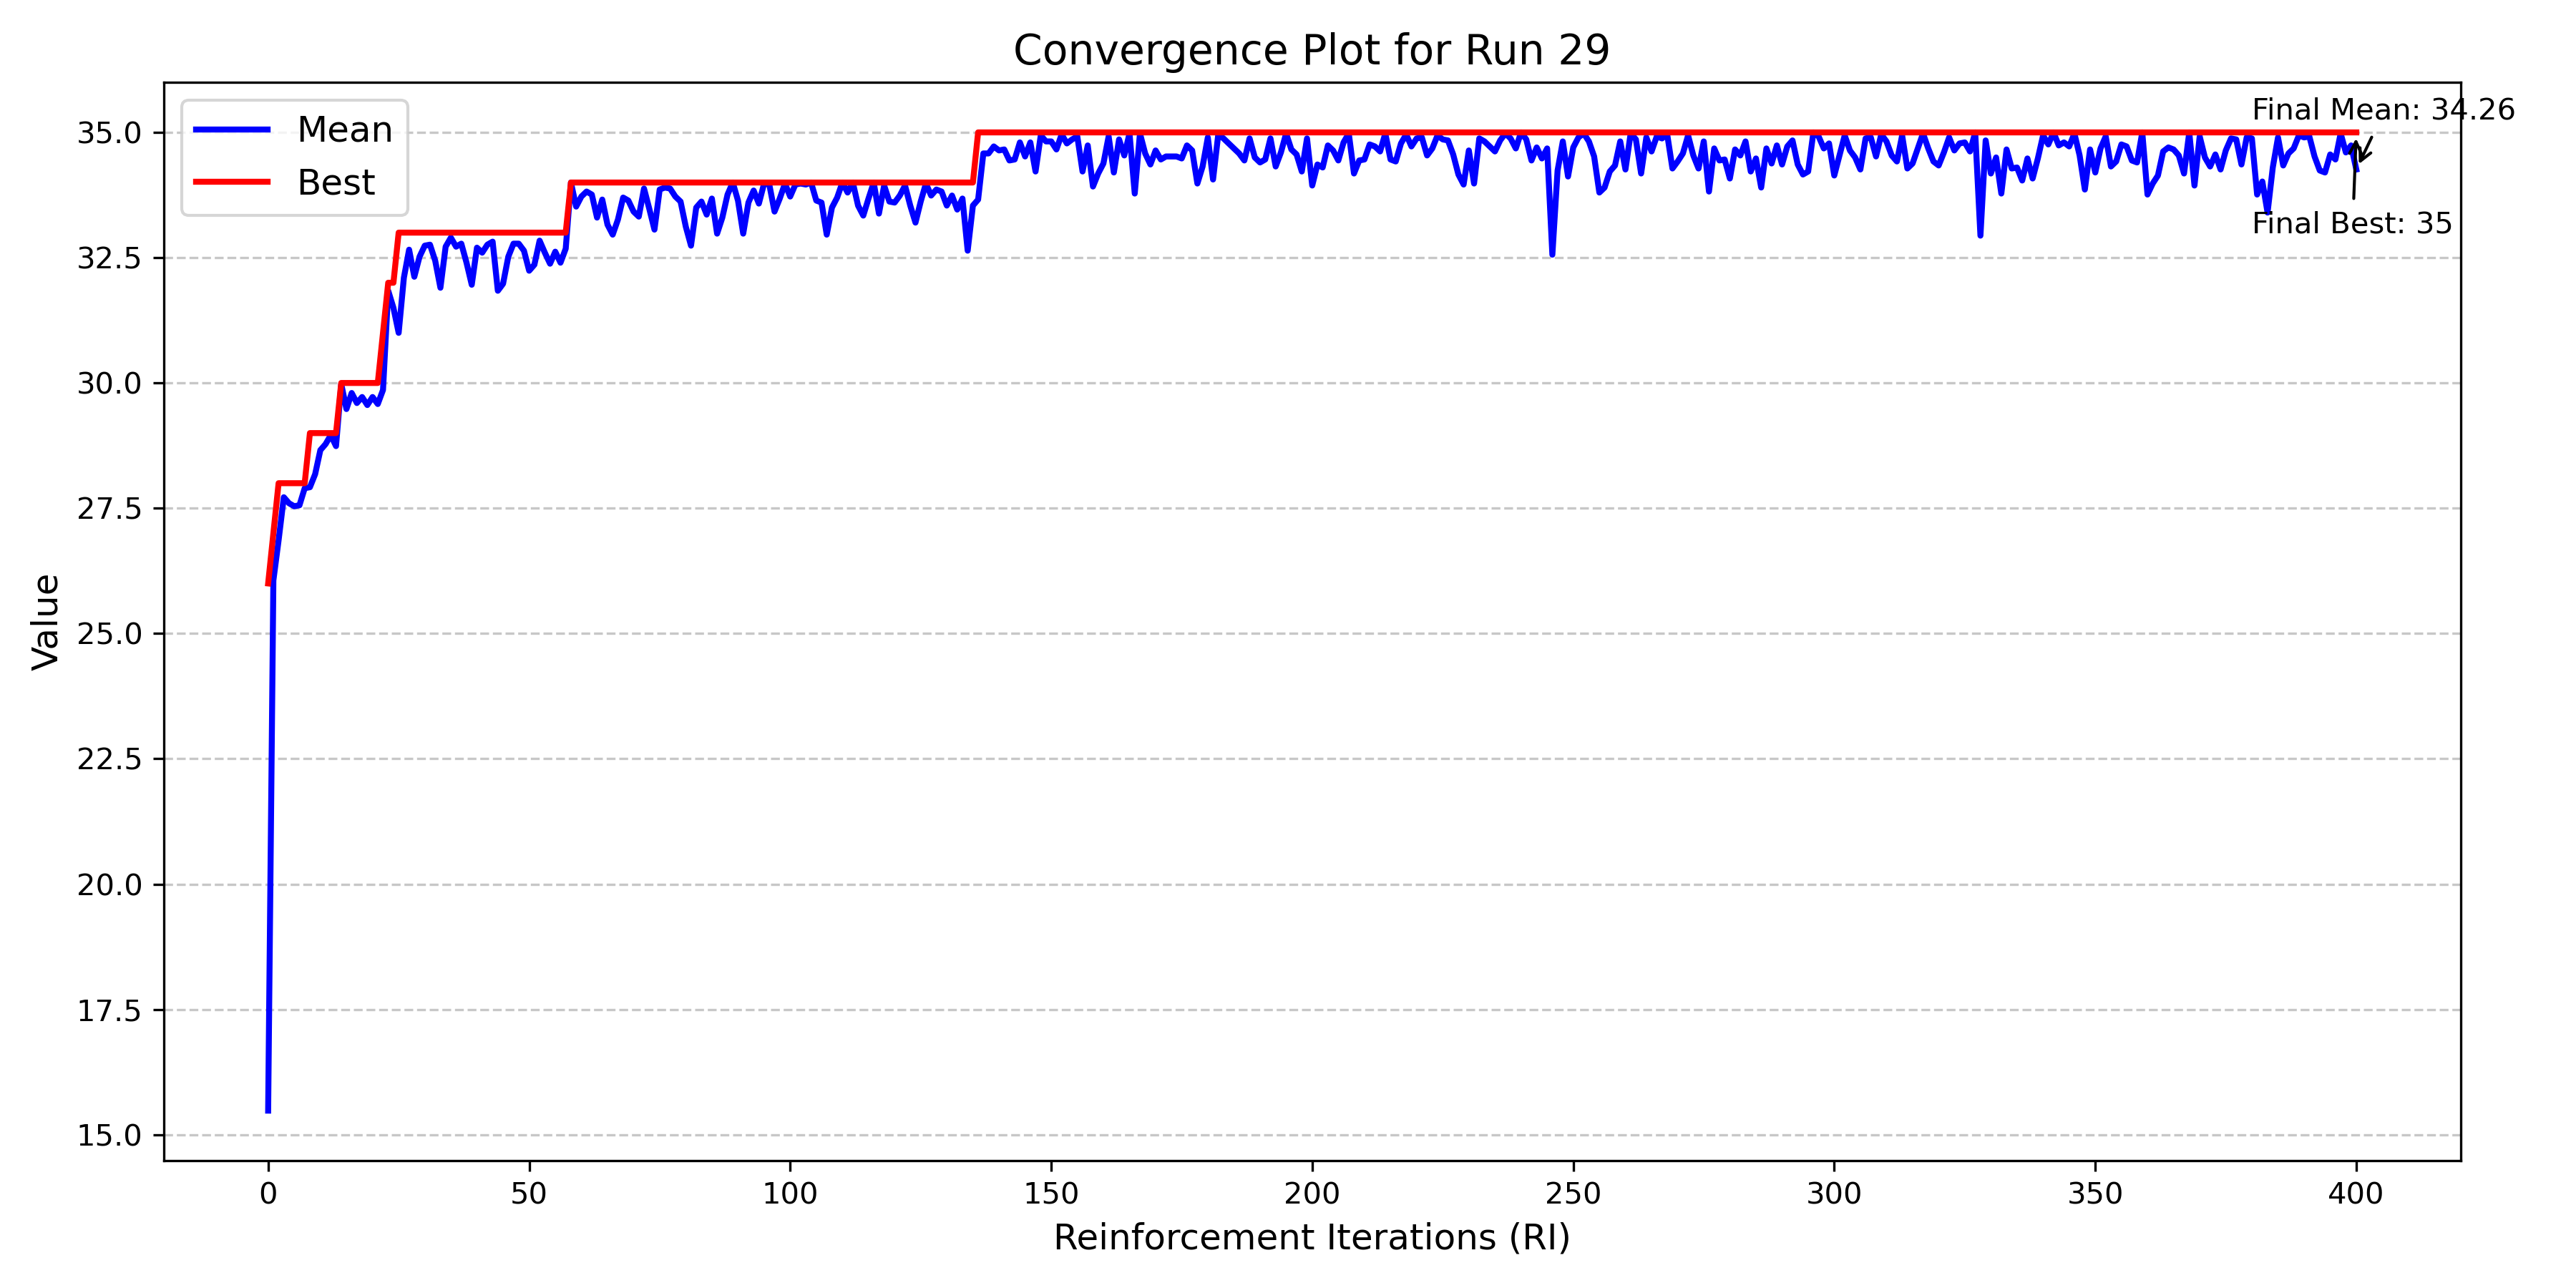 Convergence Plot for Run 29
Mean
Best
Final Mean: 34.26
Final Best: 35
Value
35.0
32.5
30.0
27.5
25.0
22.5
20.0
17.5
15.0
0 50 100 150 200 250 300 350 400
Reinforcement Iterations (RI)